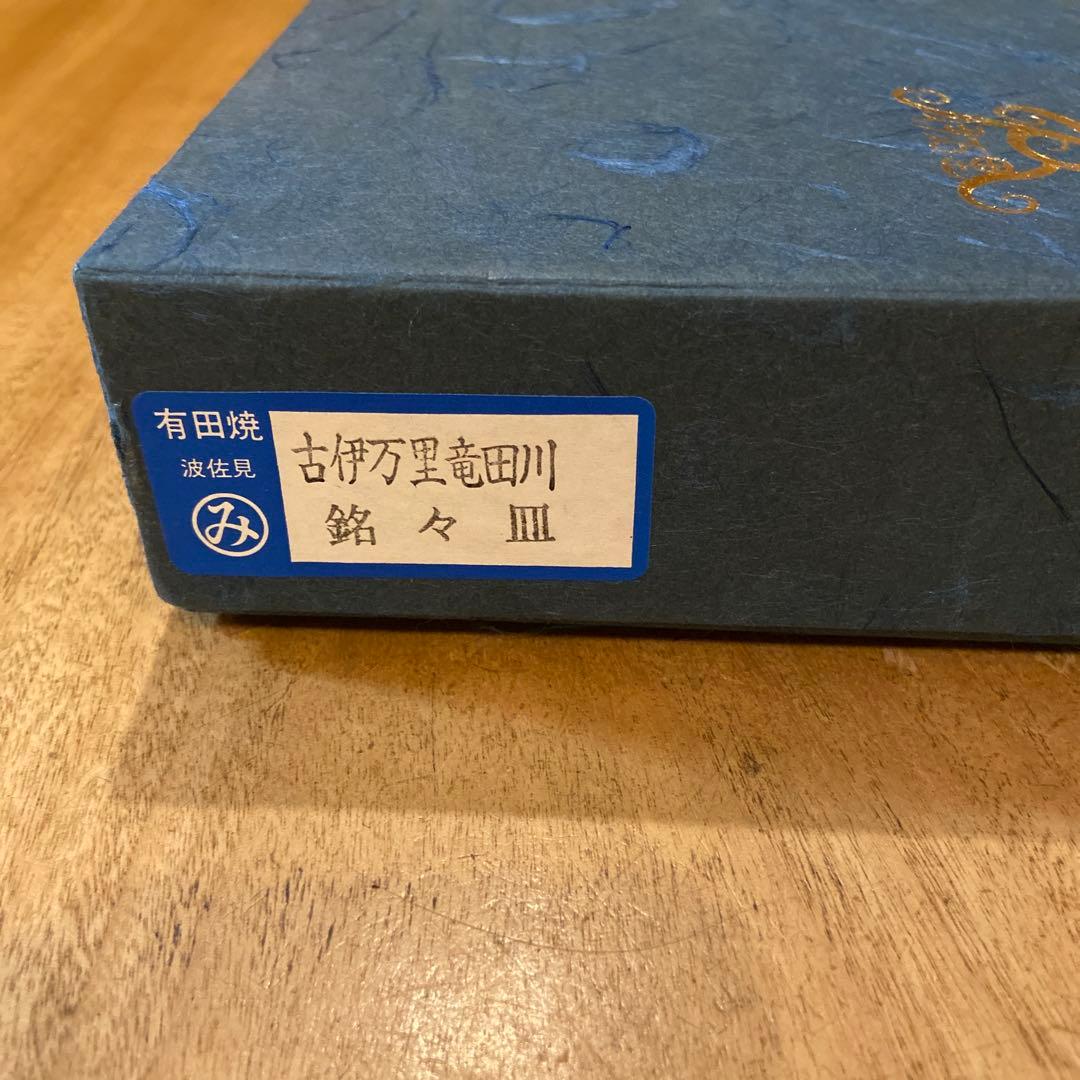 有田焼
波佐見
み
古伊万里竜田川
銘々皿